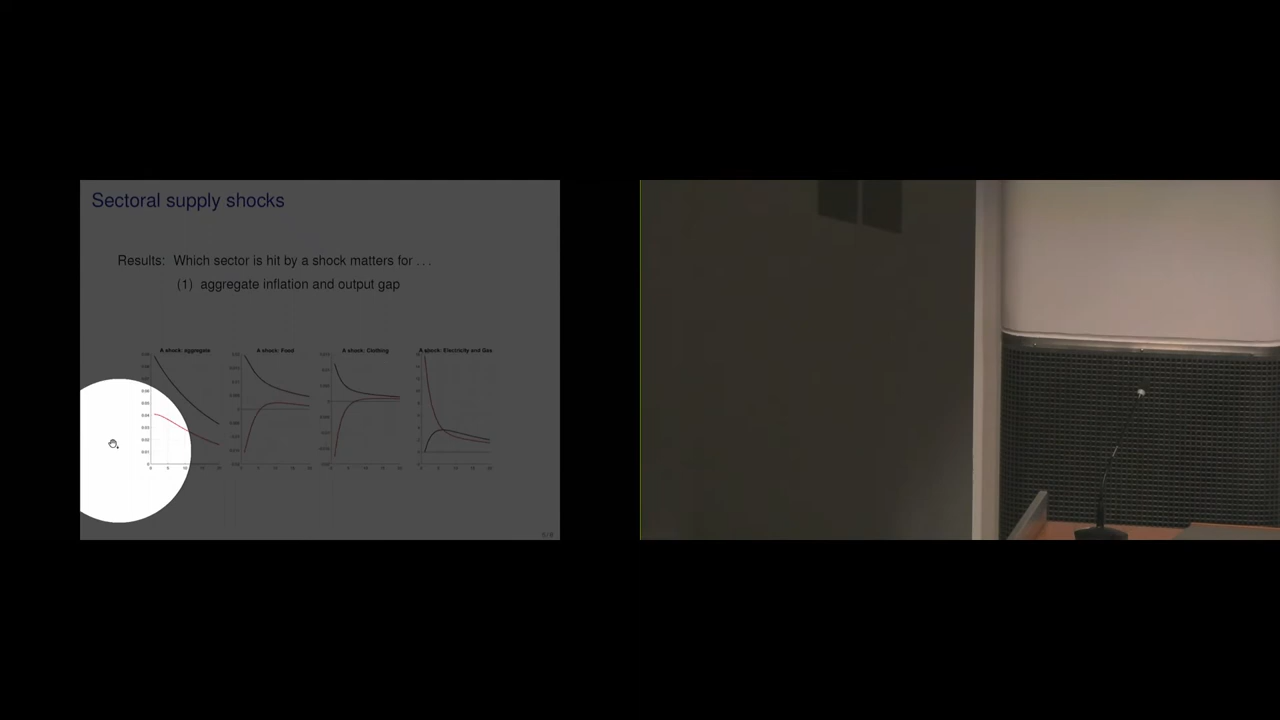 Sectoral supply shocks
Results: Which sector is hit by a shock matters for . . .
(1) aggregate inflation and output gap
A shock: aggregate
A shock: Food
A shock: Clothing
A shock: Electricity and Gas